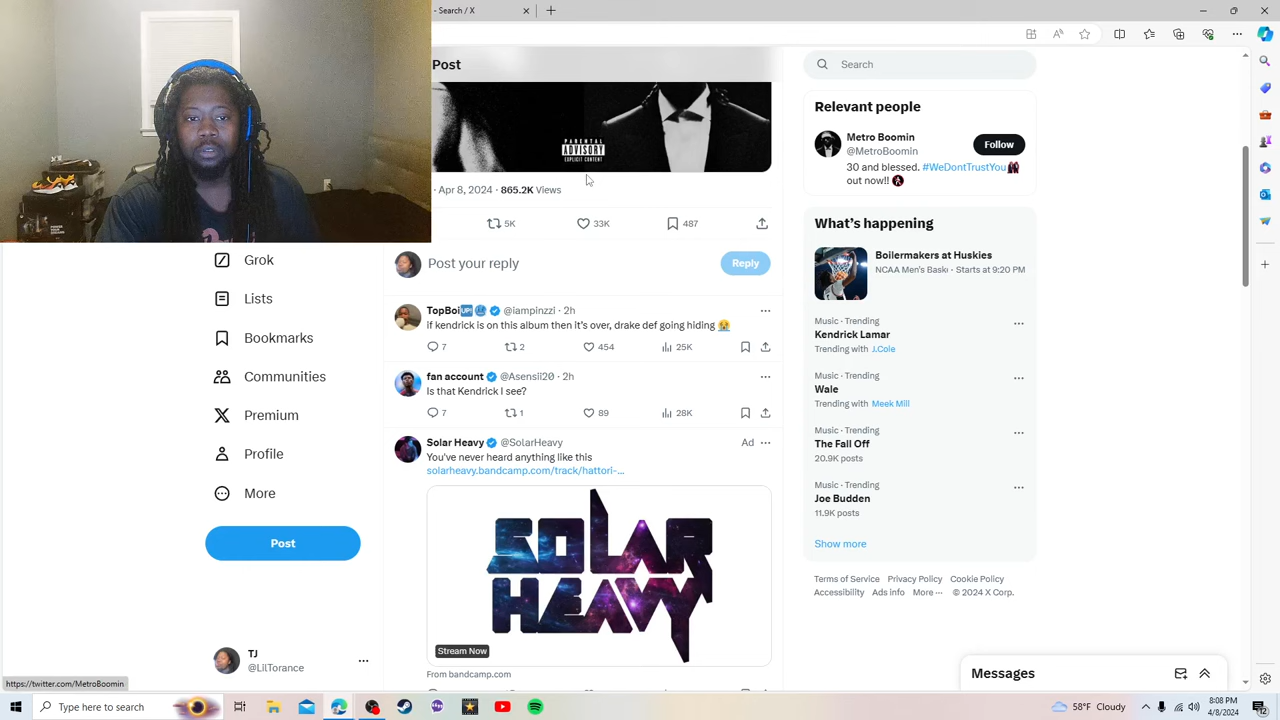 - Search / X
Post
Search
PARENTAL
ADVISORY
EXPLICIT CONTENT
Apr 8, 2024 · 865.2K Views
5K 33K 487
Post your reply
Reply
TopBoi @iampinzzi · 2h
if kendrick is on this album then it's over, drake def going hiding 😭
7 2 454 25K
fan account @Asensii20 · 2h
Is that Kendrick I see?
7 1 89 28K
Solar Heavy @SolarHeavy Ad
You've never heard anything like this
solarheavy.bandcamp.com/track/hattori-...
SOLAR
HEAVY
Stream Now
From bandcamp.com
Grok
Lists
Bookmarks
Communities
Premium
Profile
More
Post
TJ
@LilTorance
Relevant people
Metro Boomin
@MetroBoomin
Follow
30 and blessed. #WeDontTrustYou
out now!!
What's happening
Boilermakers at Huskies
NCAA Men's Bask · Starts at 9:20 PM
Music · Trending
Kendrick Lamar
Trending with J.Cole
Music · Trending
Wale
Trending with Meek Mill
Music · Trending
The Fall Off
20.9K posts
Music · Trending
Joe Budden
11.9K posts
Show more
Terms of Service Privacy Policy Cookie Policy
Accessibility Ads info More ··· © 2024 X Corp.
Messages
https://twitter.com/MetroBoomin
Type here to search
58°F Cloudy
8:08 PM
4/8/2024